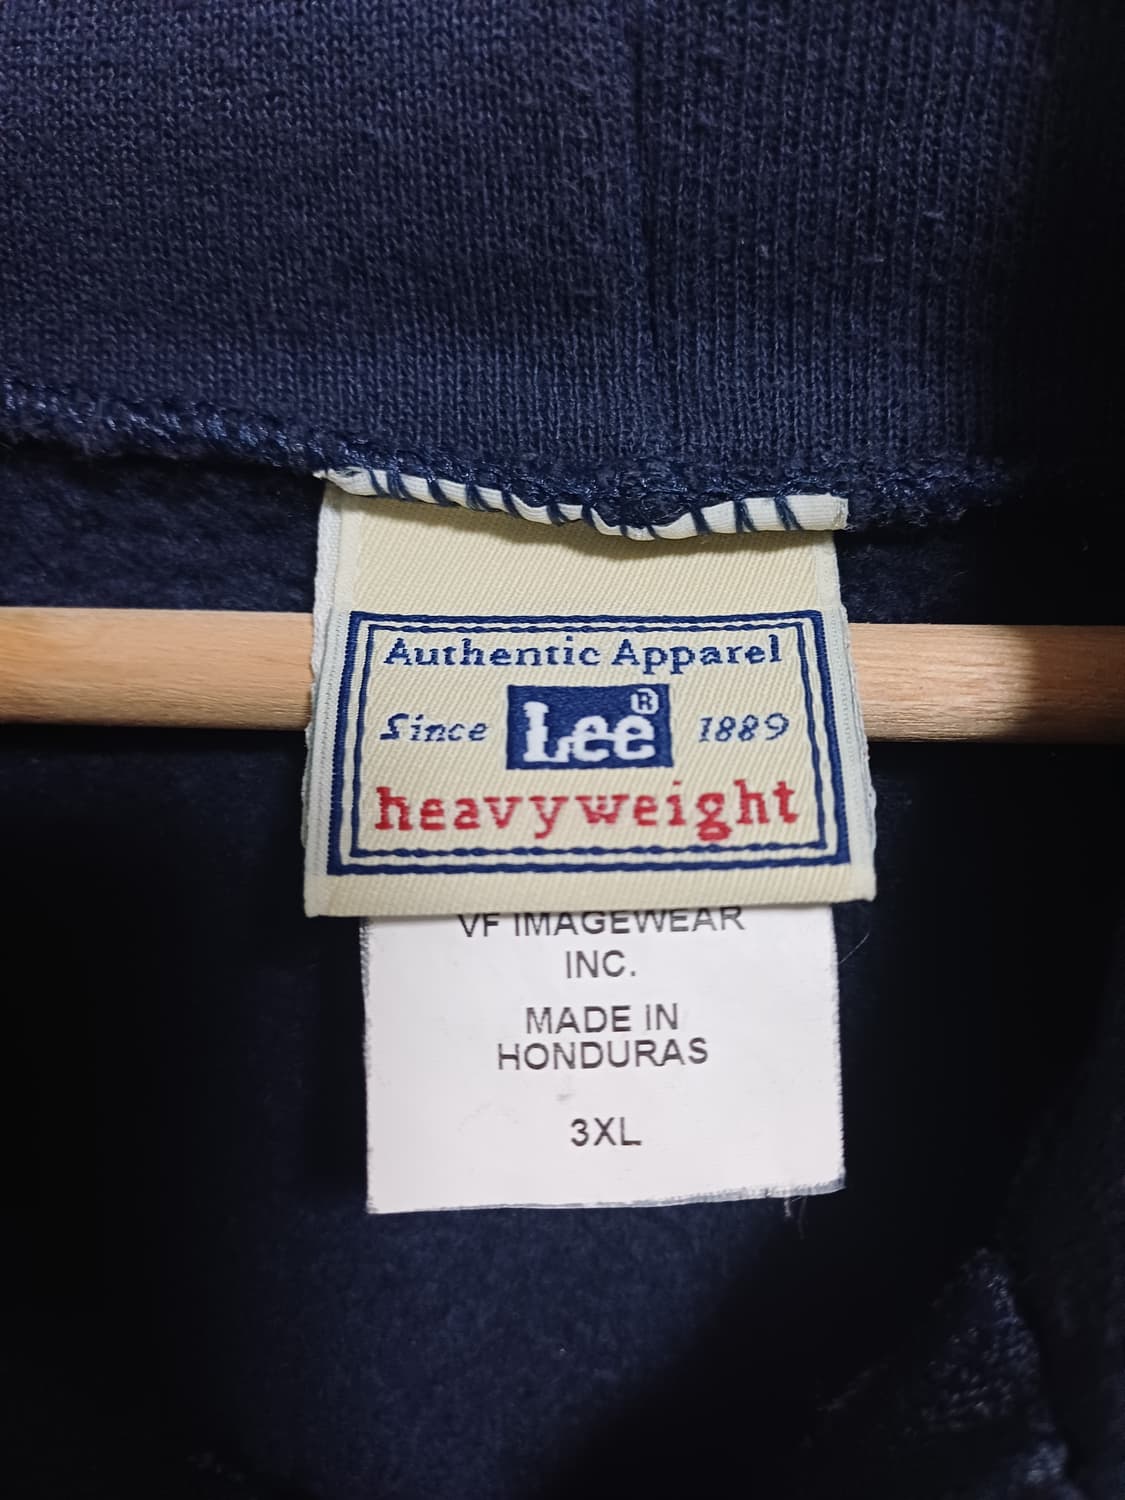 Authentic Apparel
Since Lee® 1889
heavyweight
VF IMAGEWEAR
INC.
MADE IN
HONDURAS
3XL